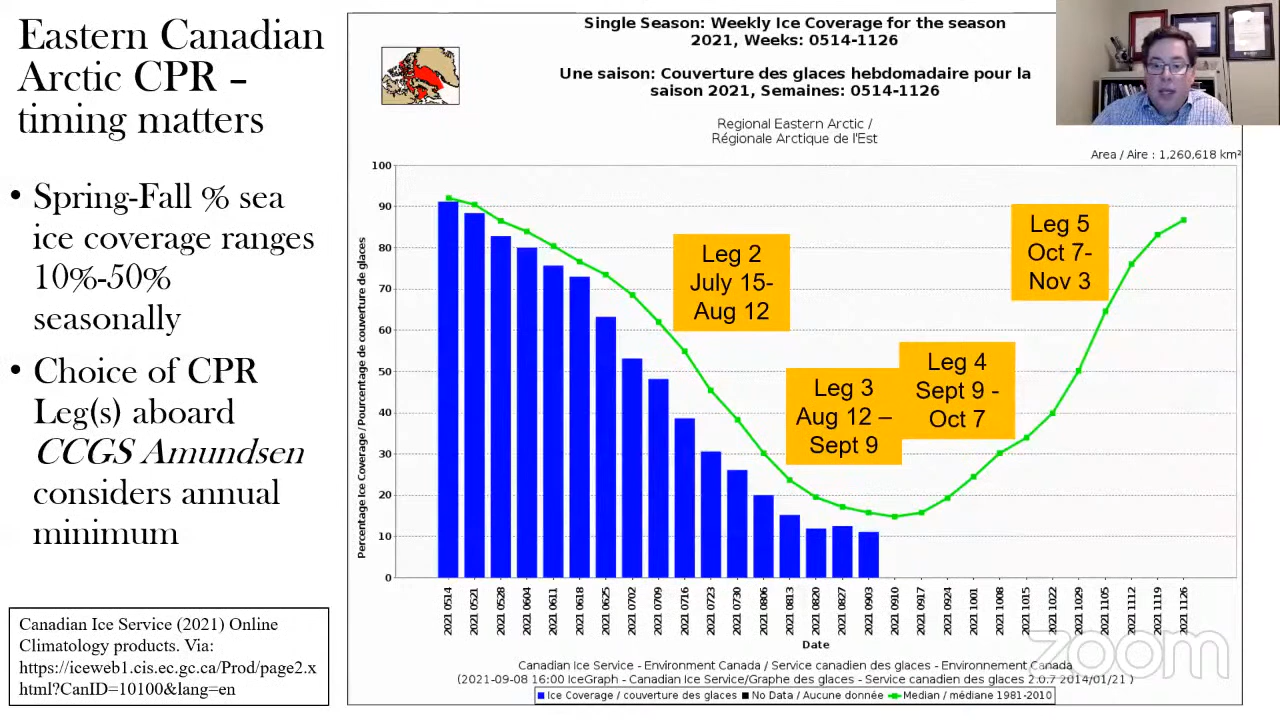 Eastern Canadian
Arctic CPR –
timing matters
• Spring-Fall % sea
ice coverage ranges
10%-50%
seasonally
• Choice of CPR
Leg(s) aboard
CCGS Amundsen
considers annual
minimum
Canadian Ice Service (2021) Online
Climatology products. Via:
https://iceweb1.cis.ec.gc.ca/Prod/page2.x
html?CanID=10100&lang=en
Single Season: Weekly Ice Coverage for the season
2021, Weeks: 0514-1126
Une saison: Couverture des glaces hebdomadaire pour la
saison 2021, Semaines: 0514-1126
Regional Eastern Arctic /
Régionale Arctique de l'Est
Area / Aire : 1,260,618 km²
Percentage Ice Coverage / Pourcentage de couverture de glaces
100
90
80
70
60
50
40
30
20
10
0
Leg 2
July 15-
Aug 12
Leg 3
Aug 12 –
Sept 9
Leg 4
Sept 9 -
Oct 7
Leg 5
Oct 7-
Nov 3
2021 0514
2021 0521
2021 0528
2021 0604
2021 0611
2021 0618
2021 0625
2021 0702
2021 0709
2021 0716
2021 0723
2021 0730
2021 0806
2021 0813
2021 0820
2021 0827
2021 0903
2021 0910
2021 0917
2021 0924
2021 1001
2021 1008
2021 1015
2021 1022
2021 1029
2021 1105
2021 1112
2021 1119
2021 1126
Date
zoom
Canadian Ice Service - Environment Canada / Service canadien des glaces - Environnement Canada
(2021-09-08 16:00 IceGraph - Canadian Ice Service/Graphe des glaces - Service canadien des glaces 2.0.7 2014/01/21 )
Ice Coverage / couverture des glaces No Data / Aucune donnée Median / médiane 1981-2010